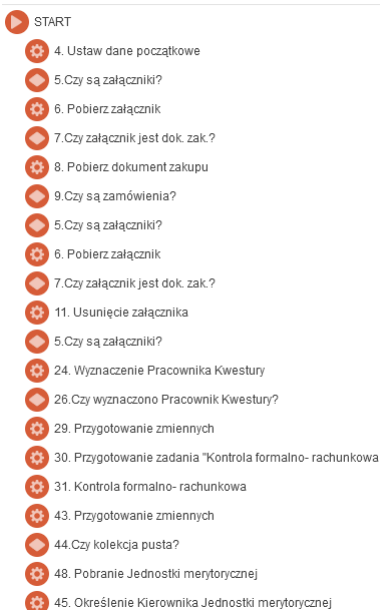 START
4. Ustaw dane początkowe
5.Czy są załączniki?
6. Pobierz załącznik
7.Czy załącznik jest dok. zak.?
8. Pobierz dokument zakupu
9.Czy są zamówienia?
5.Czy są załączniki?
6. Pobierz załącznik
7.Czy załącznik jest dok. zak.?
11. Usunięcie załącznika
5.Czy są załączniki?
24. Wyznaczenie Pracownika Kwestury
26.Czy wyznaczono Pracownik Kwestury?
29. Przygotowanie zmiennych
30. Przygotowanie zadania "Kontrola formalno- rachunkowa
31. Kontrola formalno- rachunkowa
43. Przygotowanie zmiennych
44.Czy kolekcja pusta?
48. Pobranie Jednostki merytorycznej
45. Określenie Kierownika Jednostki merytorycznej